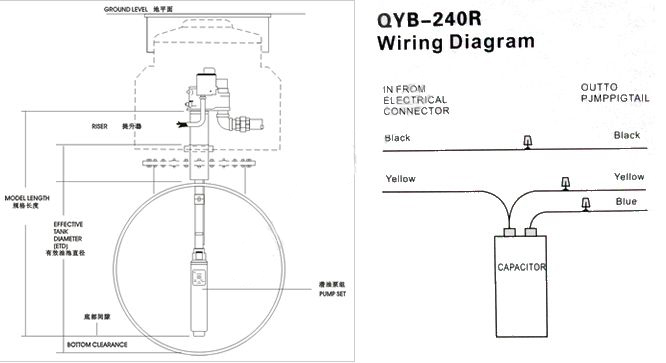 GROUND LEVEL 地平面
RISER 提升器
MODEL LENGTH
规格长度
EFFECTIVE
TANK
DIAMETER
[ETD]
有效油池直径
潜油泵组
PUMP SET
底部间隙
BOTTOM CLEARANCE
QYB-240R
Wiring Diagram
IN FROM
ELECTRICAL
CONNECTOR
OUTTO
PJMPPIGTAIL
Black Black
Yellow Yellow
Blue
CAPACITOR